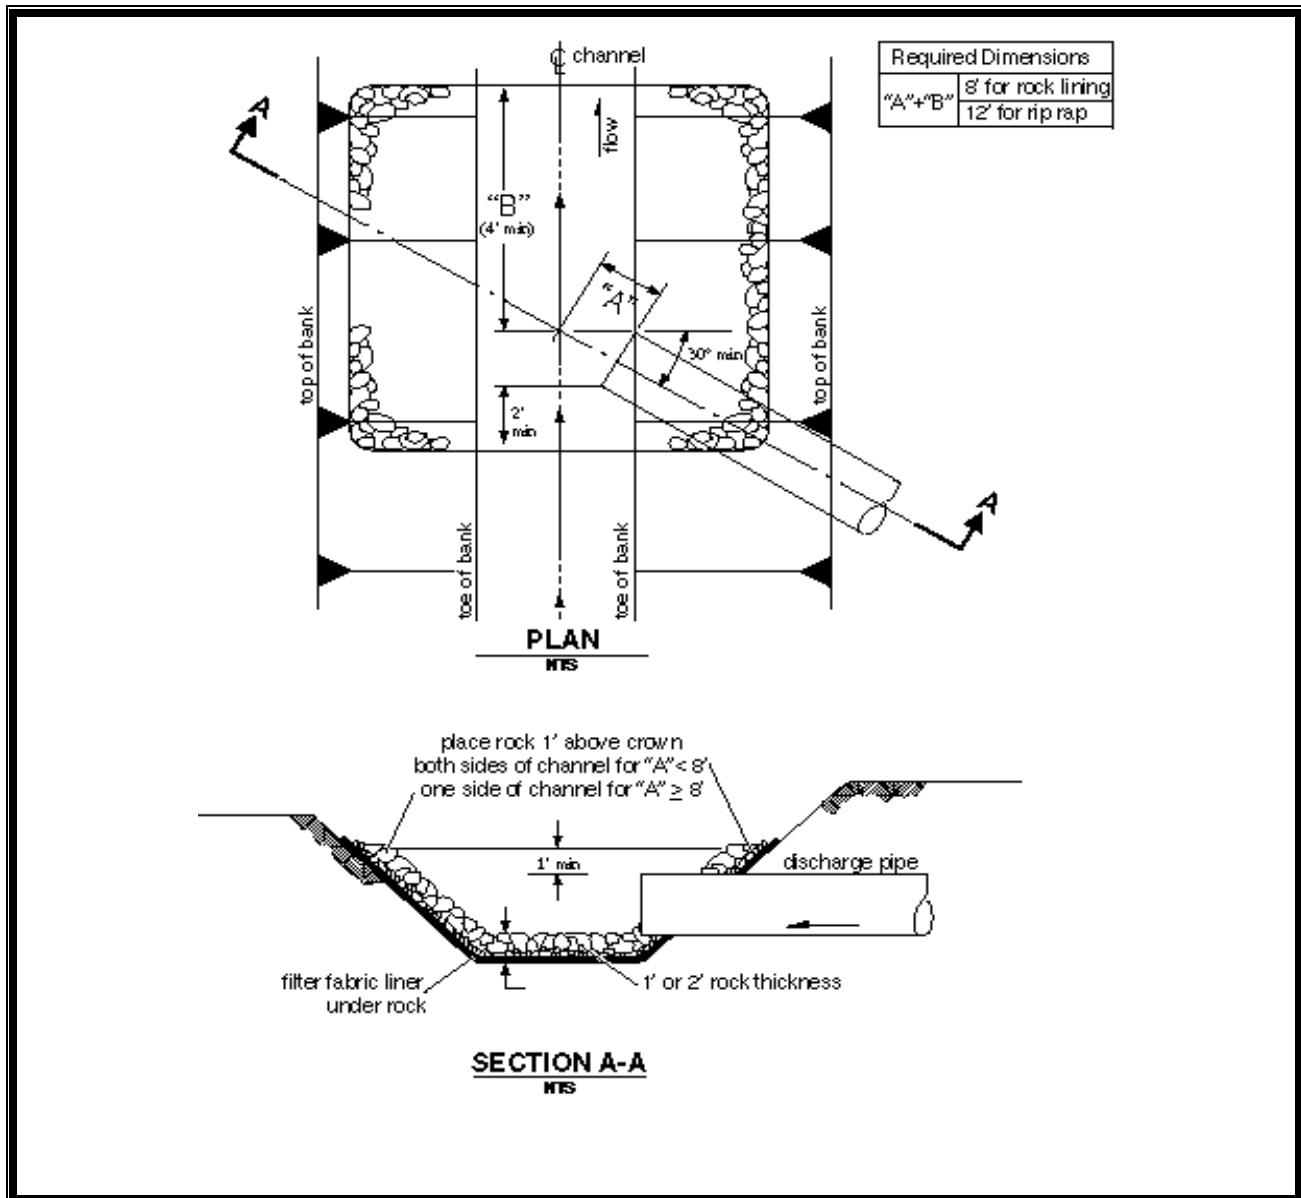 ℄ channel
Required Dimensions
"A"+"B"
8' for rock lining
12' for rip rap
A
flow
"B"
(4' min)
"A"
30° min
2'
min
top of bank
top of bank
toe of bank
toe of bank
A
PLAN
NTS
place rock 1' above crown
both sides of channel for "A" < 8'
one side of channel for "A" ≥ 8'
1' min
discharge pipe
filter fabric liner
under rock
1' or 2' rock thickness
SECTION A-A
NTS